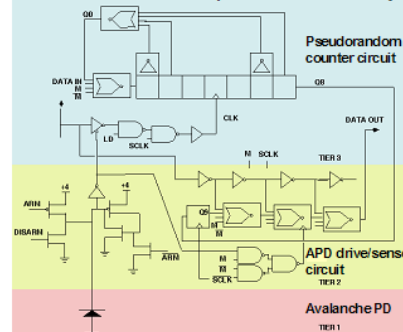 Q0
Pseudorandom
counter circuit
DATA IN
M
M
Q8
CLK
DATA OUT
LD
SCLK
M SCLK
TIER 3
+4
+4
ARN
Q9
M
M
DISARN
APD drive/sense
circuit
ARN
M
M
SCLK
TIER 2
Avalanche PD
TIER 1